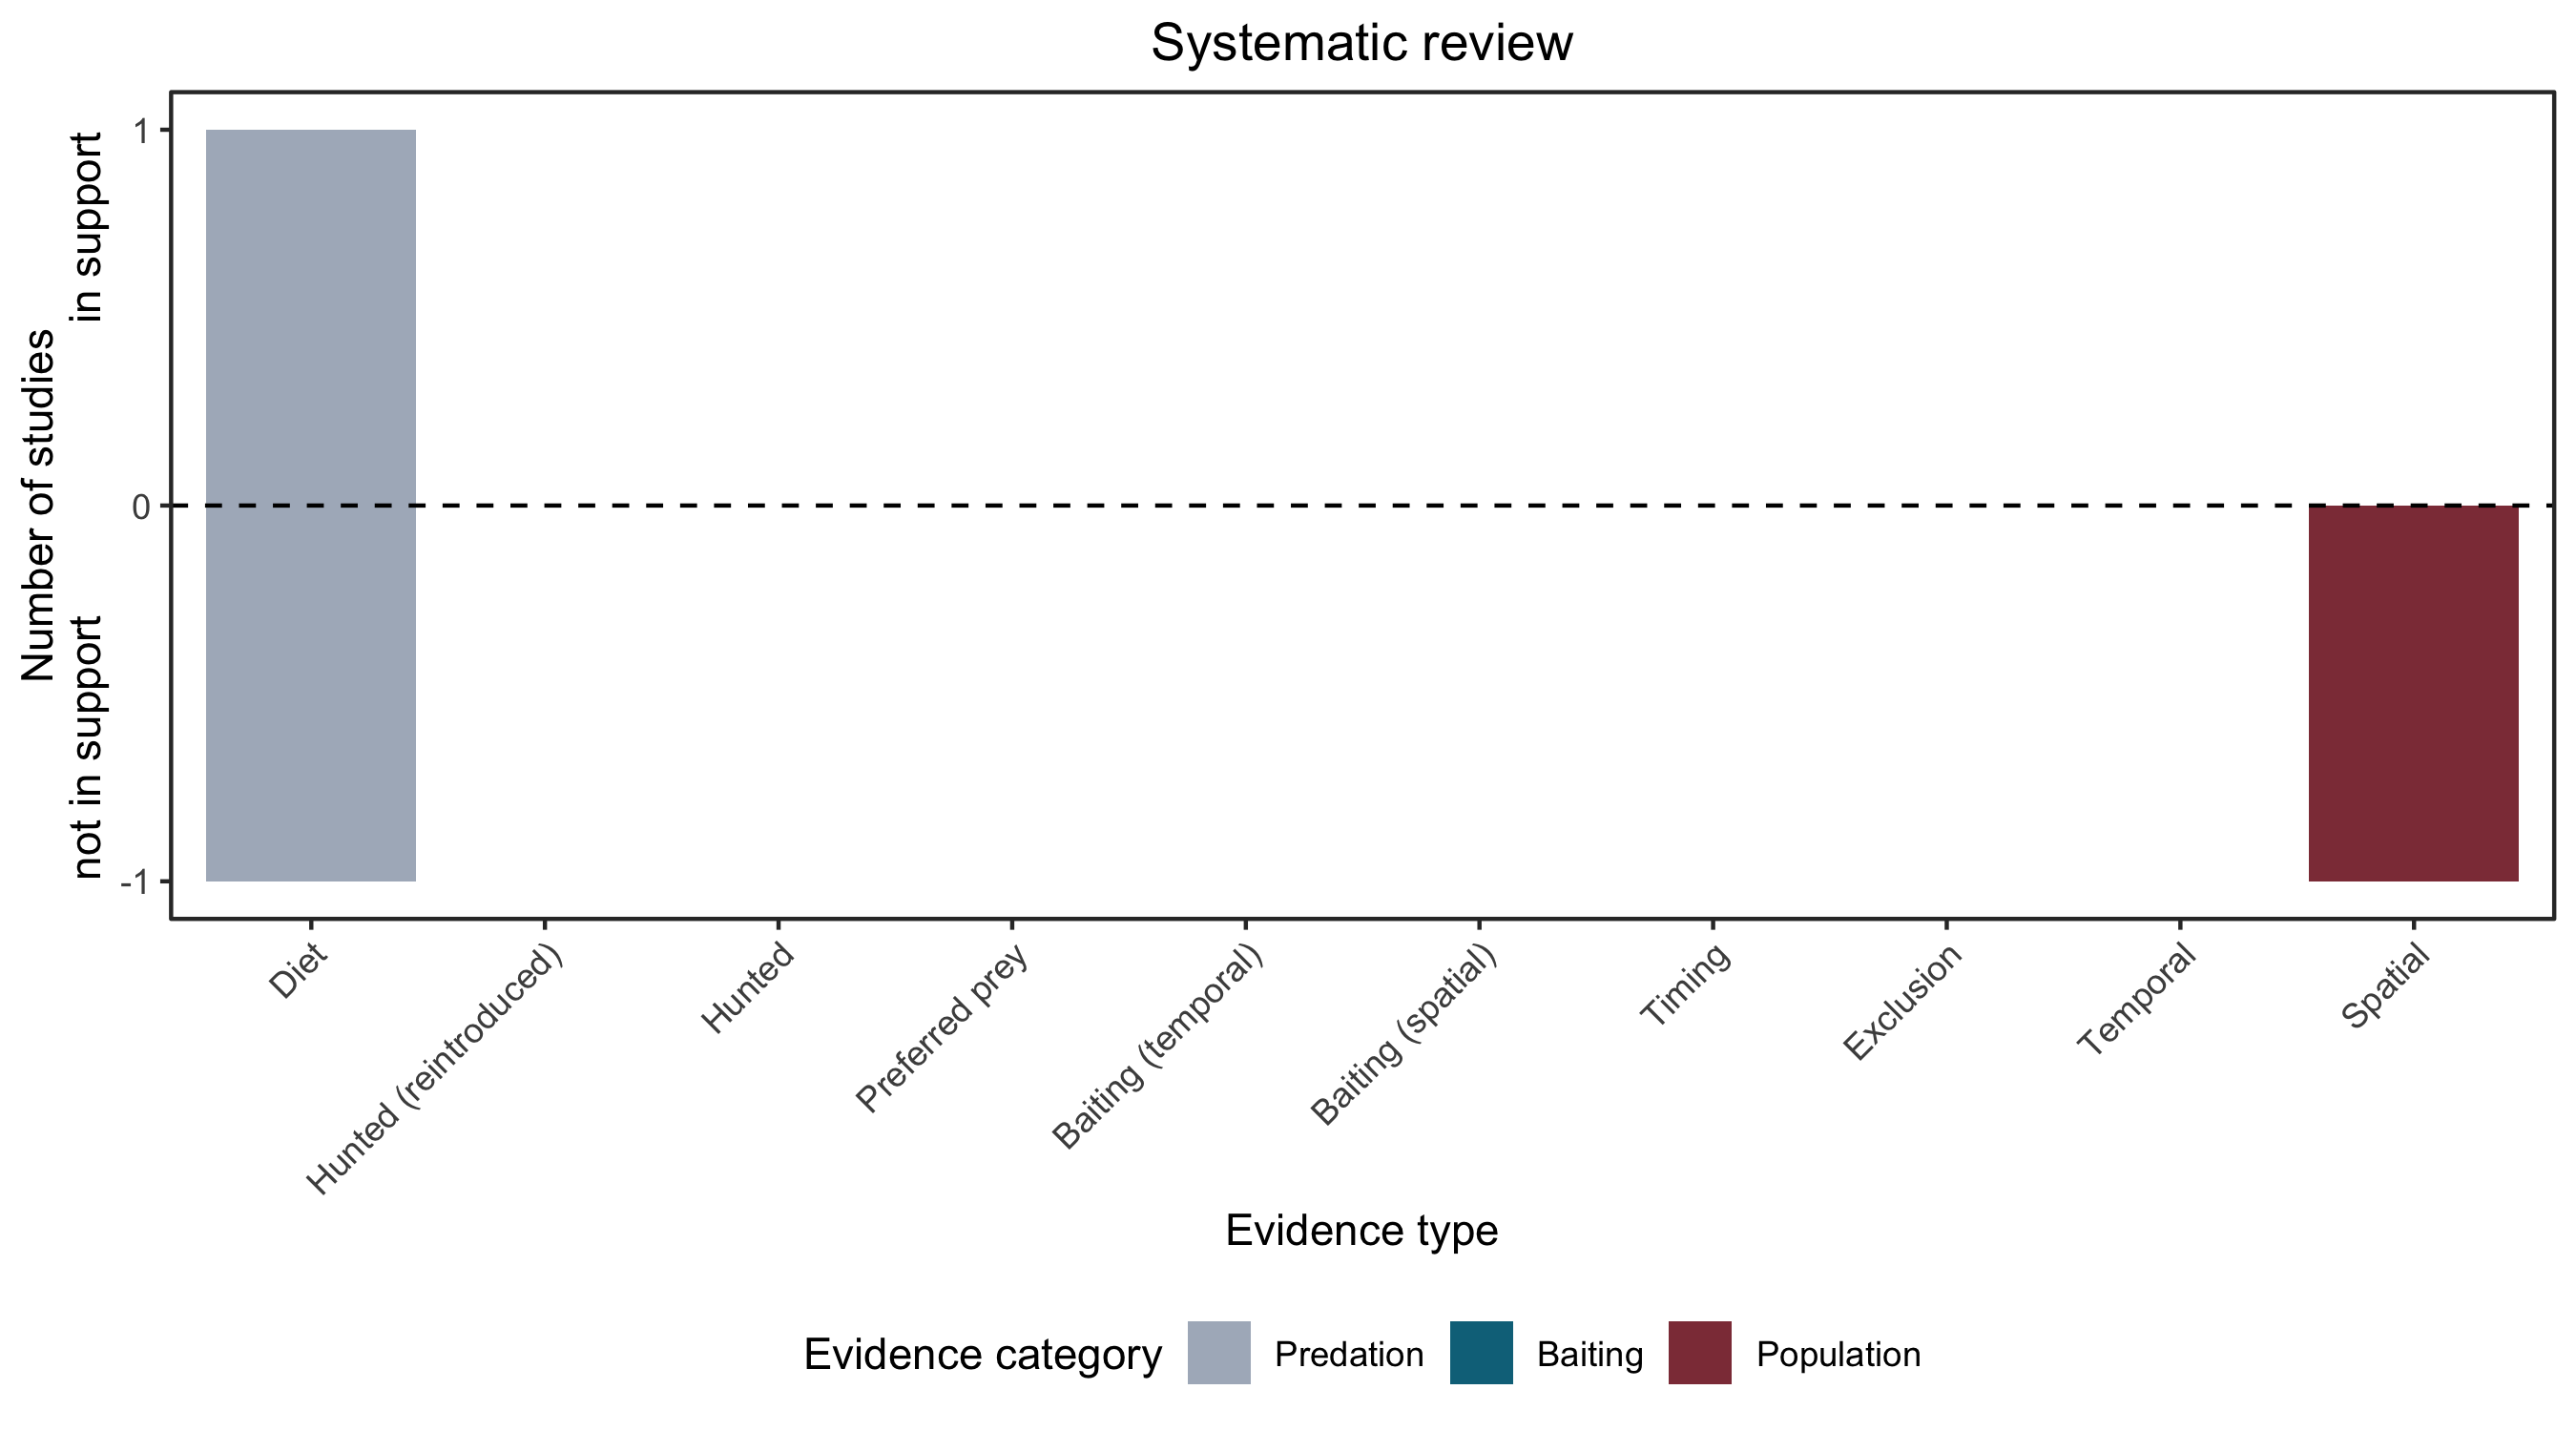 Systematic review
Number of studies
not in support
in support
1
0
-1
Diet
Hunted (reintroduced)
Hunted
Preferred prey
Baiting (temporal)
Baiting (spatial)
Timing
Exclusion
Temporal
Spatial
Evidence type
Evidence category
Predation
Baiting
Population